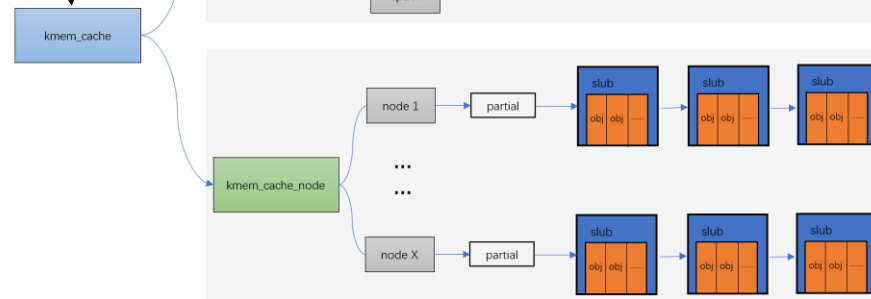 kmem_cache
slub
slub
slub
node 1
partial
obj obj ......
obj obj ......
obj obj ......
...
...
kmem_cache_node
slub
slub
slub
node X
partial
obj obj ......
obj obj ......
obj obj ......